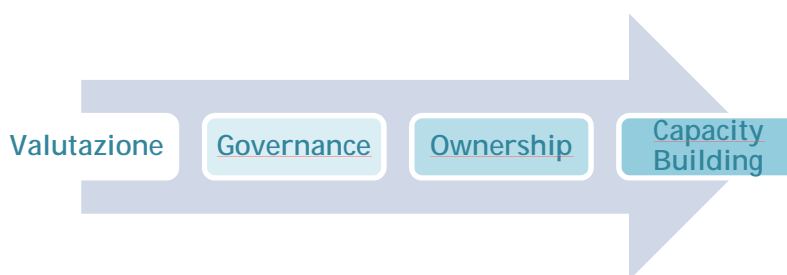 Valutazione
Governance
Ownership
Capacity
Building